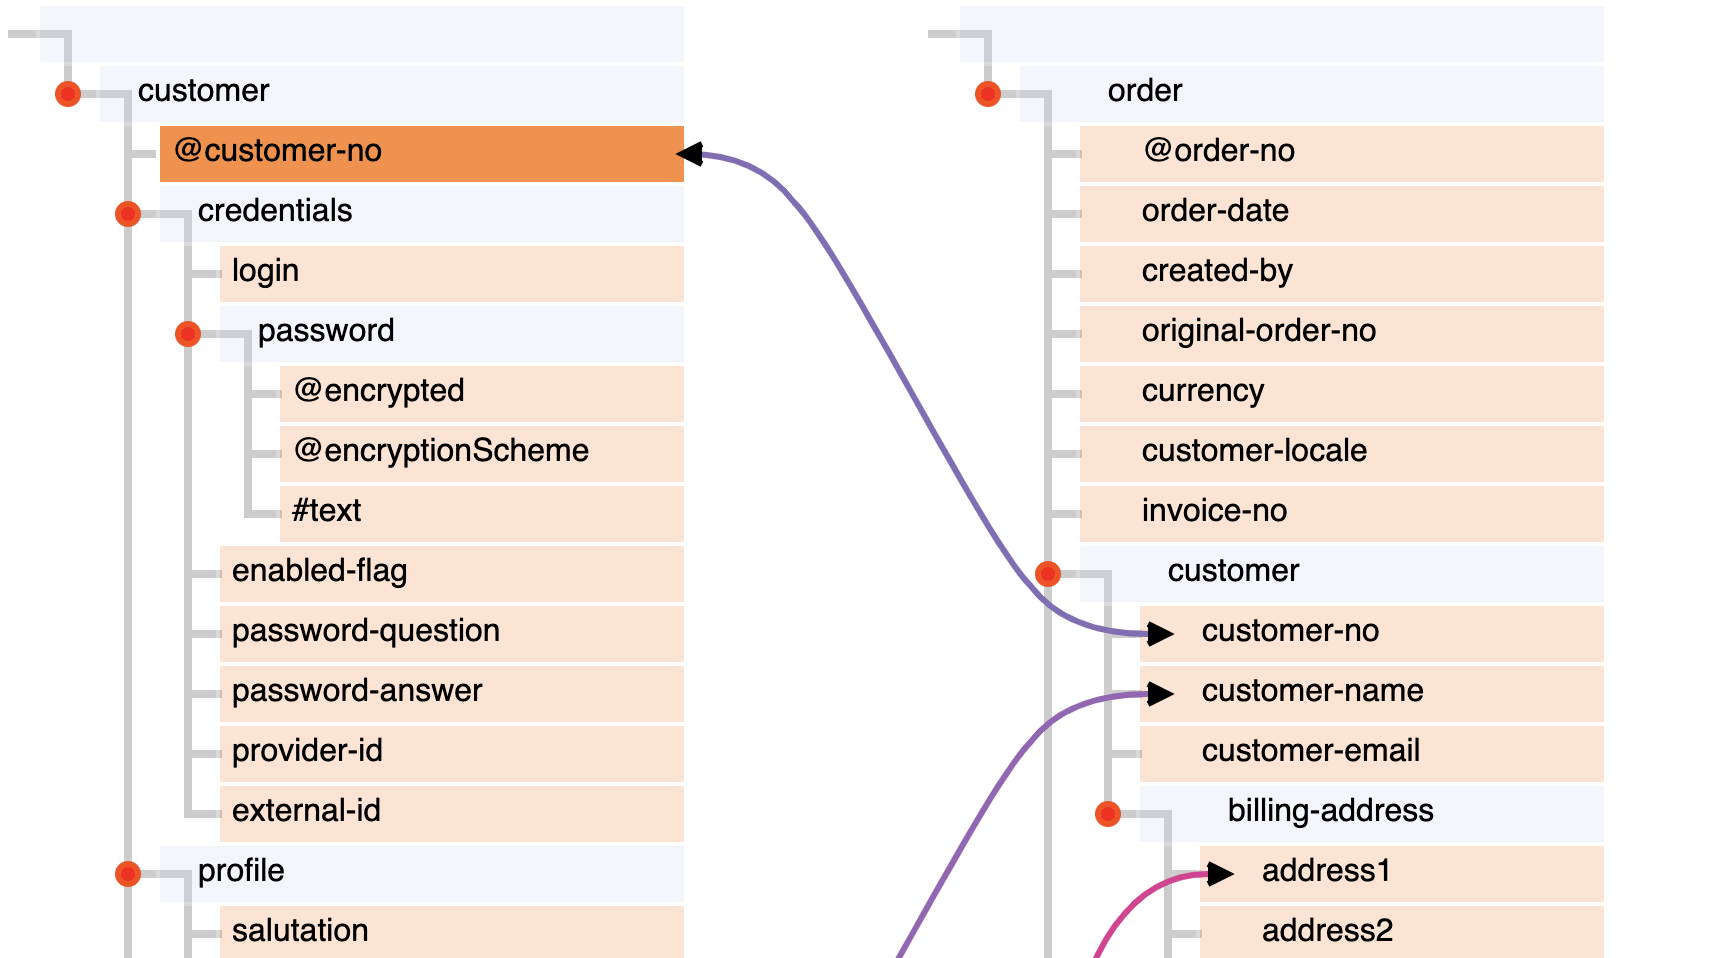 customer
@customer-no
credentials
login
password
@encrypted
@encryptionScheme
#text
enabled-flag
password-question
password-answer
provider-id
external-id
profile
salutation
order
@order-no
order-date
created-by
original-order-no
currency
customer-locale
invoice-no
customer
customer-no
customer-name
customer-email
billing-address
address1
address2